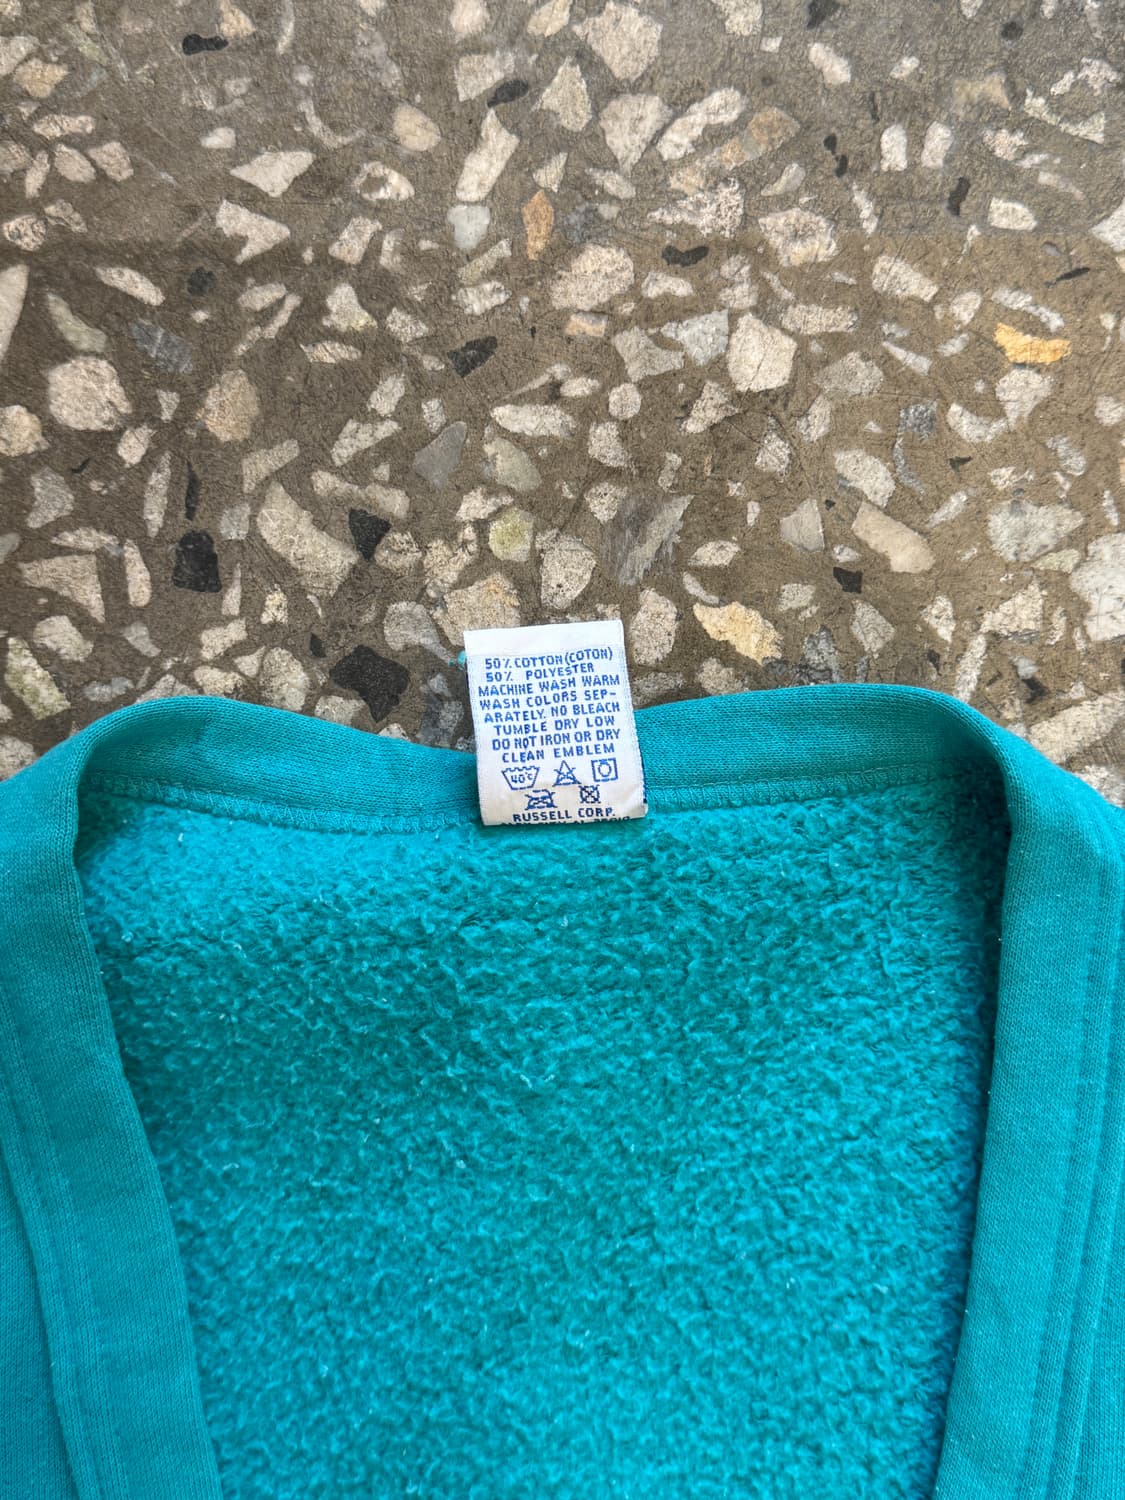 50% COTTON (COTON)
50% POLYESTER
MACHINE WASH WARM
WASH COLORS SEP-
ARATELY. NO BLEACH
TUMBLE DRY LOW
DO NOT IRON OR DRY
CLEAN EMBLEM
40°C
RUSSELL CORP.